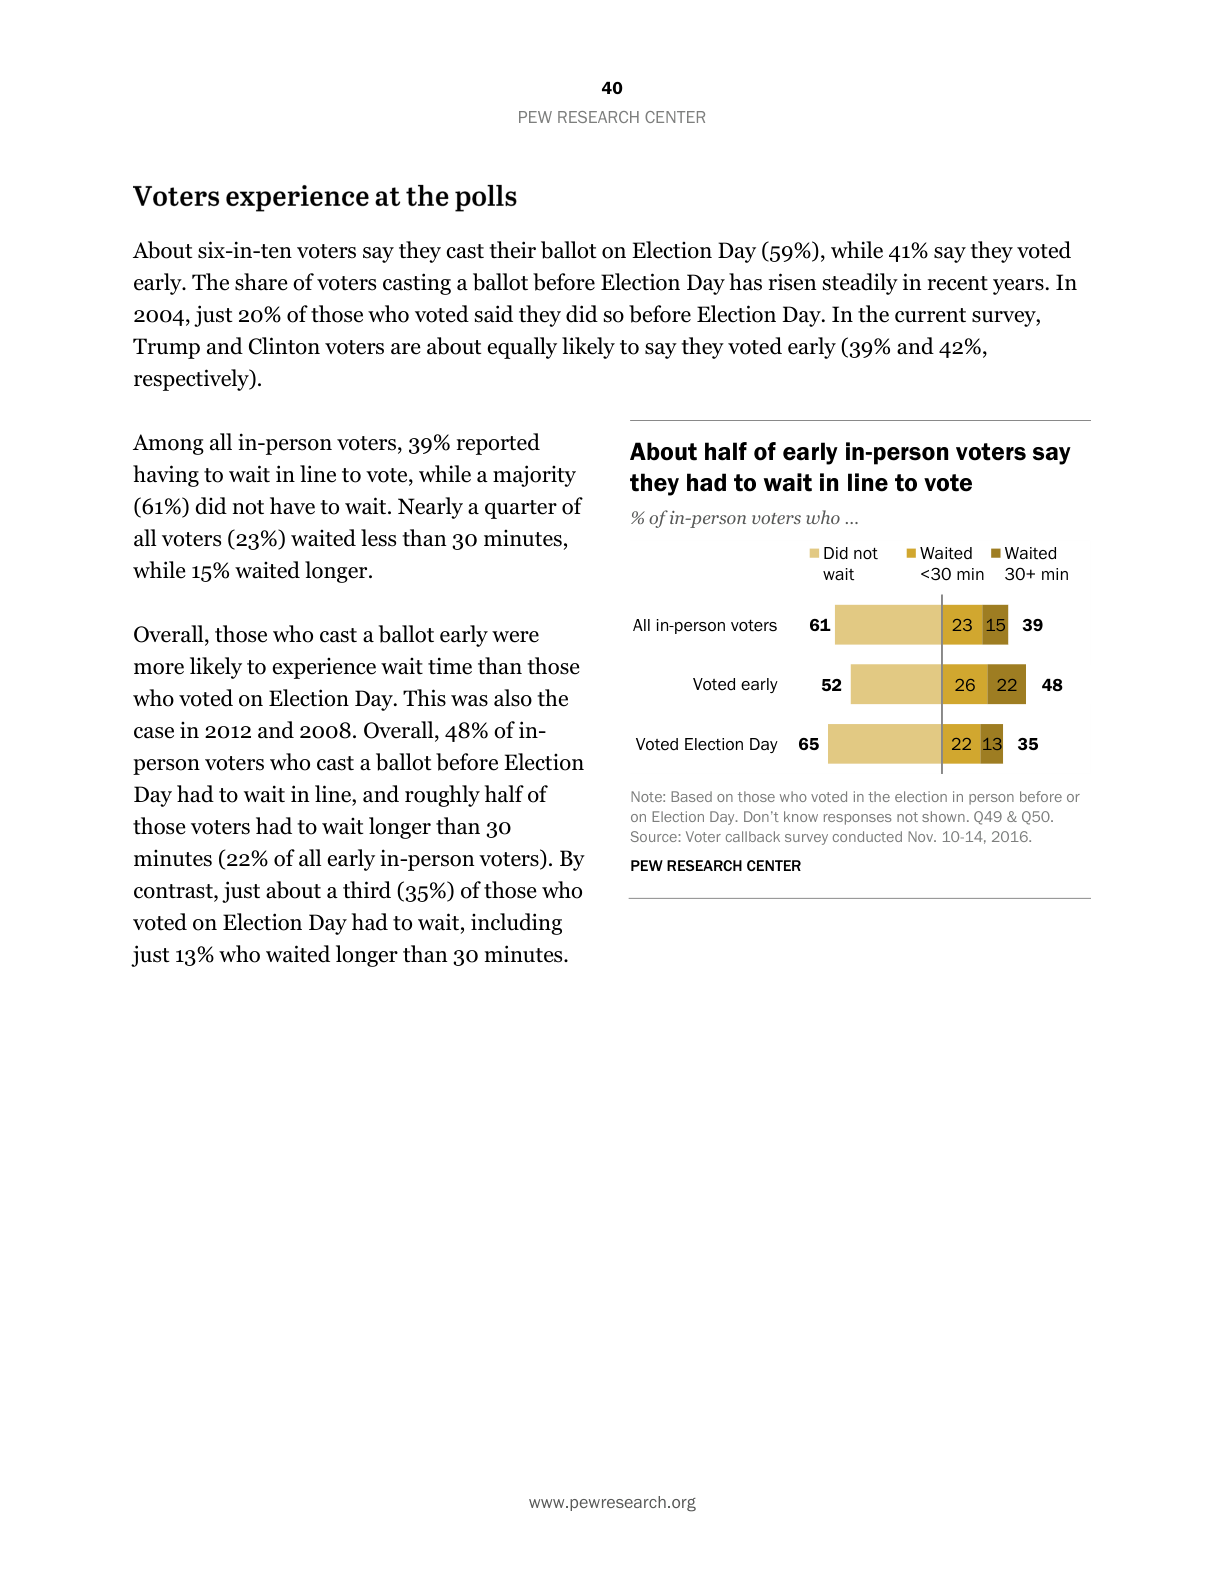 40
PEW RESEARCH CENTER
Voters experience at the polls
About six-in-ten voters say they cast their ballot on Election Day (59%), while 41% say they voted
early. The share of voters casting a ballot before Election Day has risen steadily in recent years. In
2004, just 20% of those who voted said they did so before Election Day. In the current survey,
Trump and Clinton voters are about equally likely to say they voted early (39% and 42%,
respectively).
Among all in-person voters, 39% reported
having to wait in line to vote, while a majority
(61%) did not have to wait. Nearly a quarter of
all voters (23%) waited less than 30 minutes,
while 15% waited longer.
Overall, those who cast a ballot early were
more likely to experience wait time than those
who voted on Election Day. This was also the
case in 2012 and 2008. Overall, 48% of in-
person voters who cast a ballot before Election
Day had to wait in line, and roughly half of
those voters had to wait longer than 30
minutes (22% of all early in-person voters). By
contrast, just about a third (35%) of those who
voted on Election Day had to wait, including
just 13% who waited longer than 30 minutes.
About half of early in-person voters say
they had to wait in line to vote
% of in-person voters who ...
Did not Waited Waited
wait <30 min 30+ min
All in-person voters 61 23 15 39
Voted early 52 26 22 48
Voted Election Day 65 22 13 35
Note: Based on those who voted in the election in person before or
on Election Day. Don’t know responses not shown. Q49 & Q50.
Source: Voter callback survey conducted Nov. 10-14, 2016.
PEW RESEARCH CENTER
www.pewresearch.org